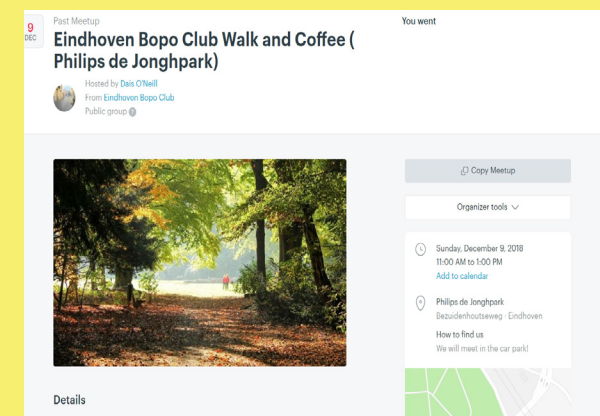 9
DEC
Past Meetup
Eindhoven Bopo Club Walk and Coffee (
Philips de Jonghpark)
Hosted by Dais O'Neill
From Eindhoven Bopo Club
Public group ?
You went
Copy Meetup
Organizer tools
Sunday, December 9, 2018
11:00 AM to 1:00 PM
Add to calendar
Philips de Jonghpark
Bezuidenhoutseweg · Eindhoven
How to find us
We will meet in the car park!
Details